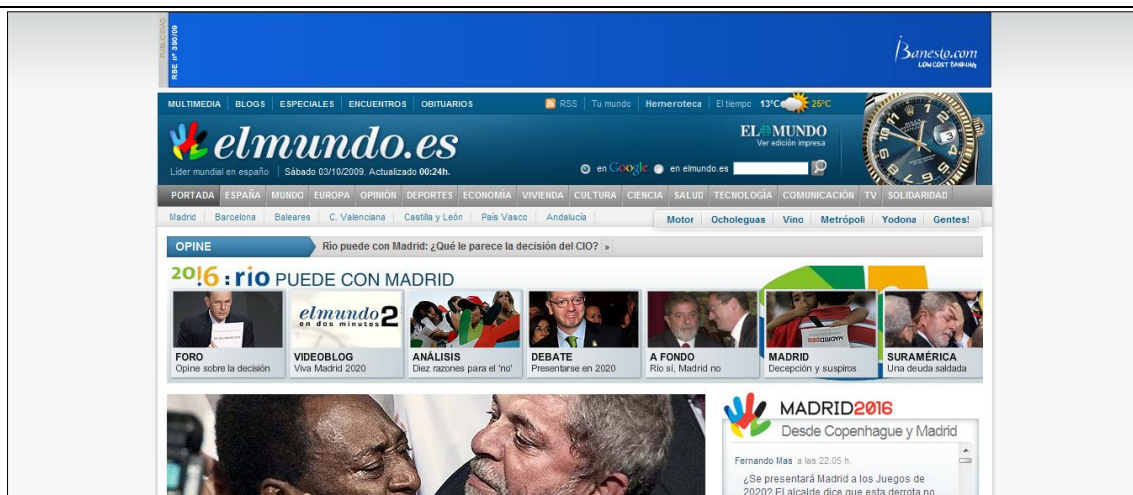 PUBLICIDAD
RBE nº 390/09
Banesto.com
LOW COST BANKING
MULTIMEDIA BLOGS ESPECIALES ENCUENTROS OBITUARIOS RSS Tu mundo Hemeroteca El tiempo 13ºC 25ºC
elmundo.es
EL MUNDO
Ver edición impresa
Líder mundial en español Sábado 03/10/2009. Actualizado 00:24h.
en Google en elmundo.es
PORTADA ESPAÑA MUNDO EUROPA OPINIÓN DEPORTES ECONOMÍA VIVIENDA CULTURA CIENCIA SALUD TECNOLOGÍA COMUNICACIÓN TV SOLIDARIDAD
Madrid Barcelona Baleares C. Valenciana Castilla y León País Vasco Andalucía
Motor Ocholeguas Vino Metrópoli Yodona Gentes!
OPINE Río puede con Madrid: ¿Qué le parece la decisión del CIO? »
2016: río PUEDE CON MADRID
elmundo2
en dos minutos
FORO
Opine sobre la decisión
VIDEOBLOG
Viva Madrid 2020
ANÁLISIS
Diez razones para el 'no'
DEBATE
Presentarse en 2020
A FONDO
Río sí, Madrid no
MADRID
Decepción y suspiros
SURAMÉRICA
Una deuda saldada
MADRID2016
Desde Copenhague y Madrid
Fernando Mas a las 22.05 h.
¿Se presentará Madrid a los Juegos de
2020? El alcalde dice que esta derrota no